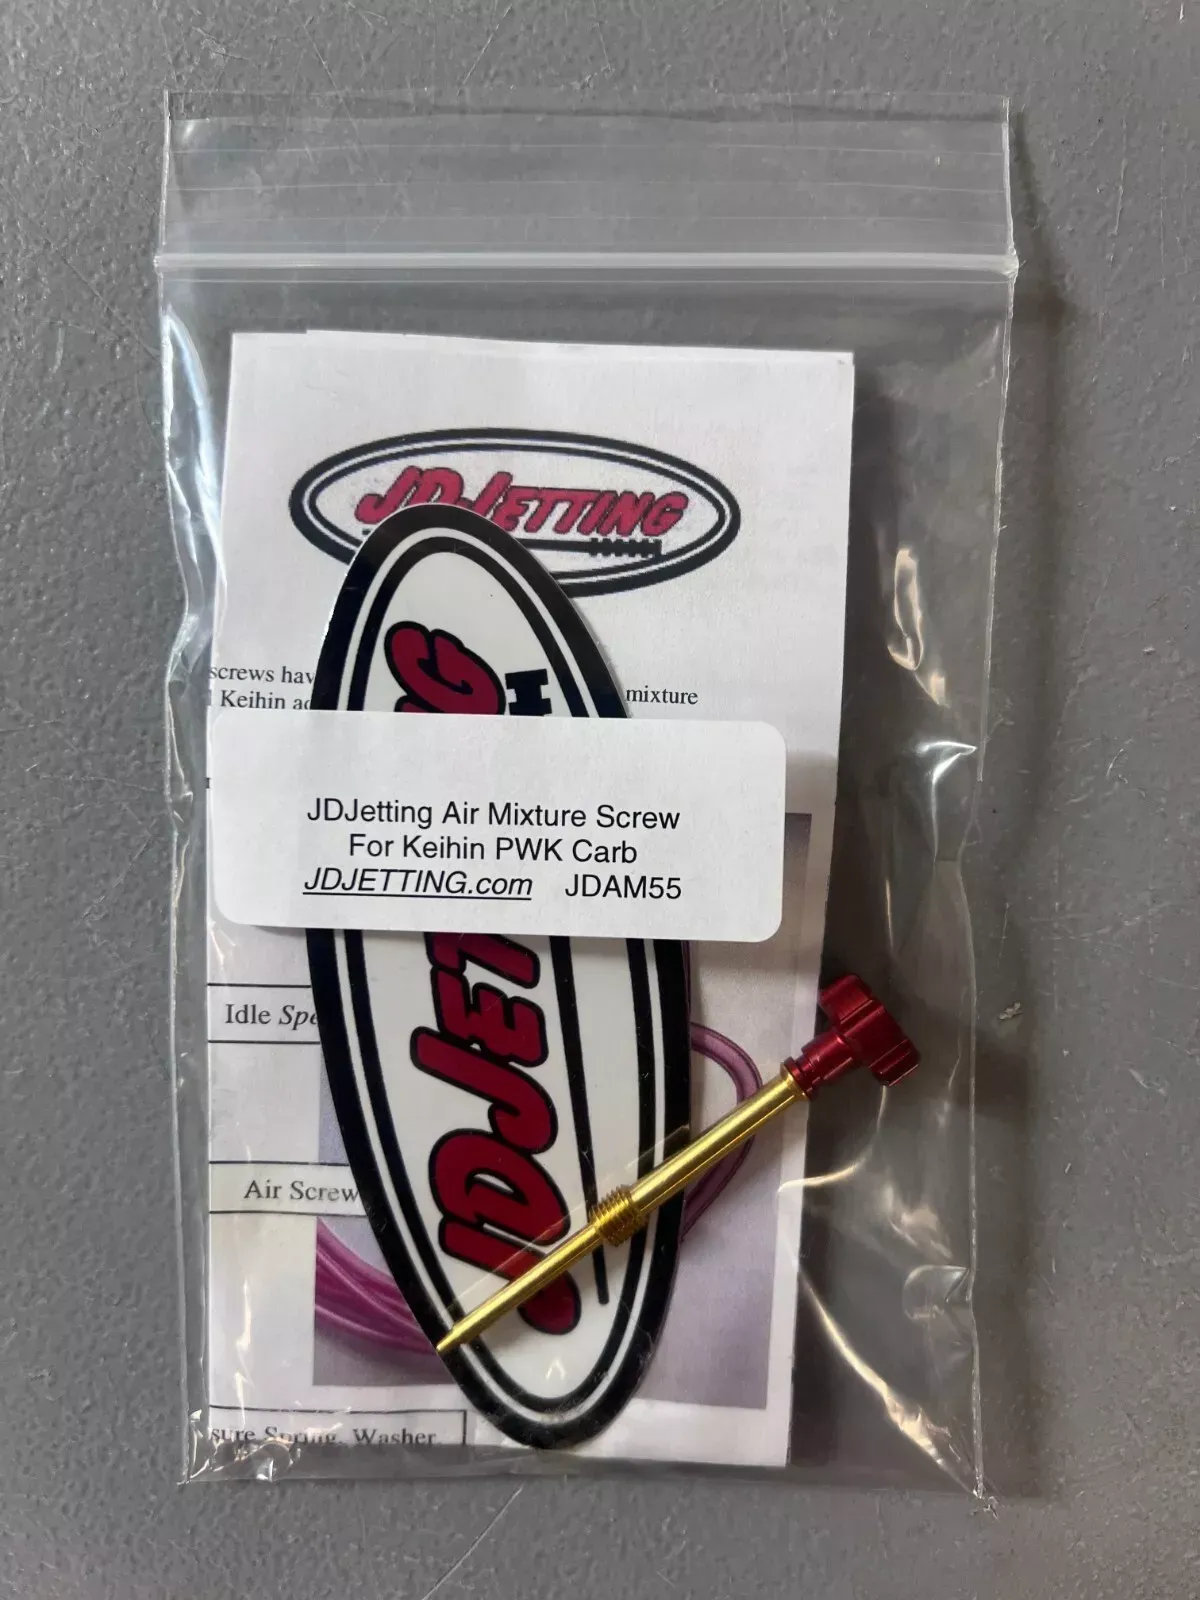 JDJETTING
screws hav
mixture
Keihin
JDJetting Air Mixture Screw
For Keihin PWK Carb
JDJETTING.com JDAM55
JDJET
Idle Spe
Air Screw
sure Spring, Washer,